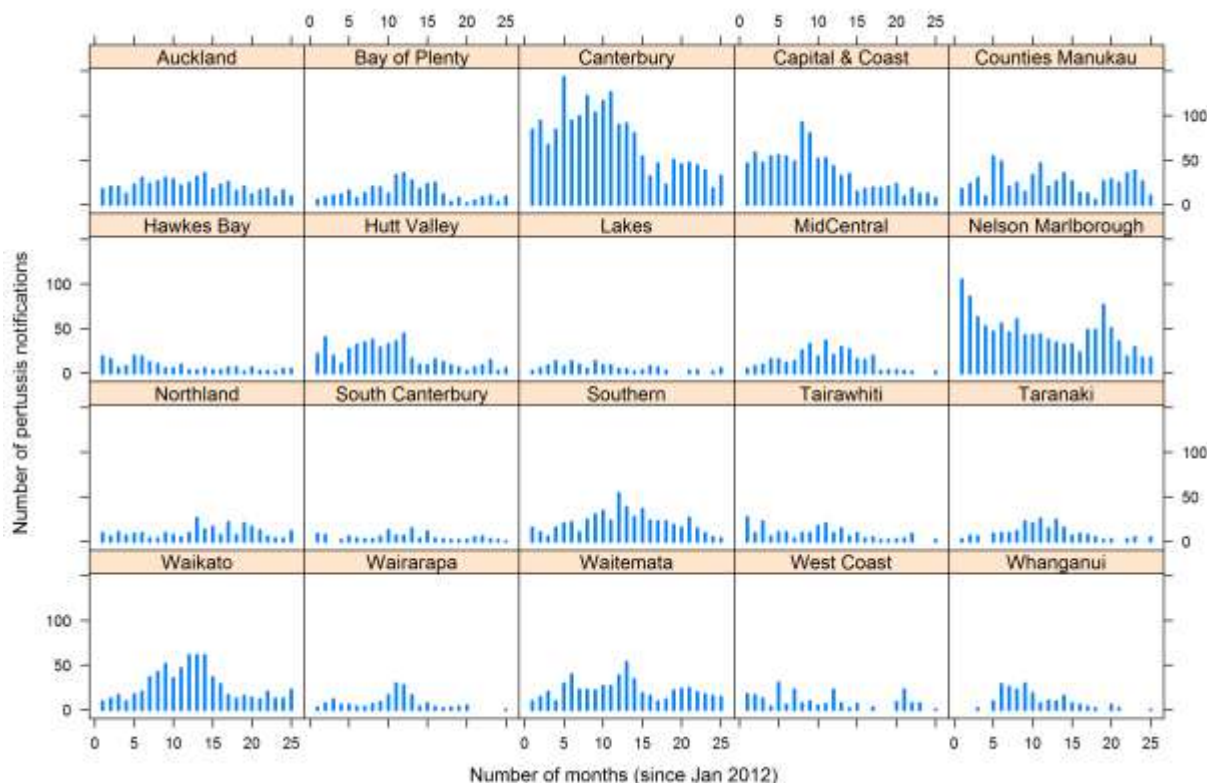 0 5 10 15 20 25 0 5 10 15 20 25
Auckland Bay of Plenty Canterbury Capital & Coast Counties Manukau
100
50
0
Hawkes Bay Hutt Valley Lakes MidCentral Nelson Marlborough
100
50
0
Northland South Canterbury Southern Tairawhiti Taranaki
100
50
0
Waikato Wairarapa Waitemata West Coast Whanganui
100
50
0
0 5 10 15 20 25 0 5 10 15 20 25 0 5 10 15 20 25
Number of pertussis notifications
Number of months (since Jan 2012)